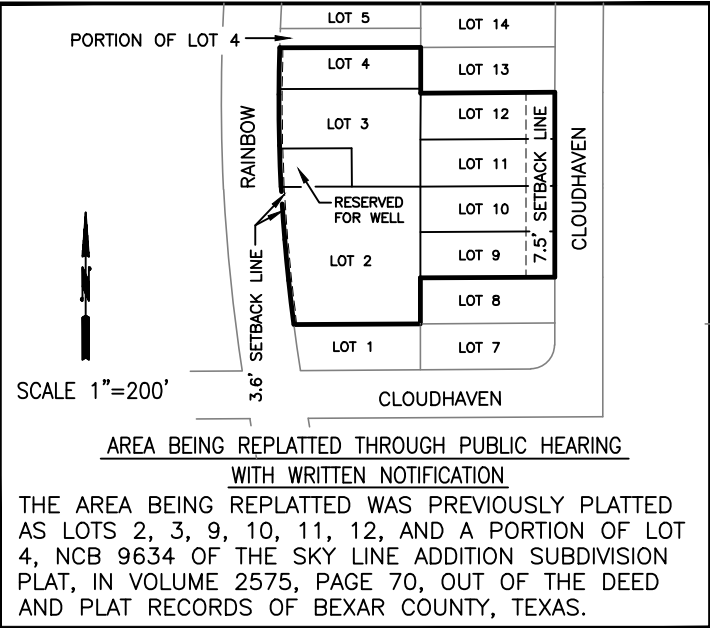 LOT 5
LOT 14
PORTION OF LOT 4
LOT 4
LOT 13
RAINBOW
LOT 3
LOT 12
LOT 11
7.5' SETBACK LINE
CLOUDHAVEN
RESERVED
FOR WELL
LOT 10
LOT 2
LOT 9
3.6' SETBACK LINE
N
LOT 8
LOT 1
LOT 7
SCALE 1"=200'
CLOUDHAVEN
AREA BEING REPLATTED THROUGH PUBLIC HEARING
WITH WRITTEN NOTIFICATION
THE AREA BEING REPLATTED WAS PREVIOUSLY PLATTED
AS LOTS 2, 3, 9, 10, 11, 12, AND A PORTION OF LOT
4, NCB 9634 OF THE SKY LINE ADDITION SUBDIVISION
PLAT, IN VOLUME 2575, PAGE 70, OUT OF THE DEED
AND PLAT RECORDS OF BEXAR COUNTY, TEXAS.